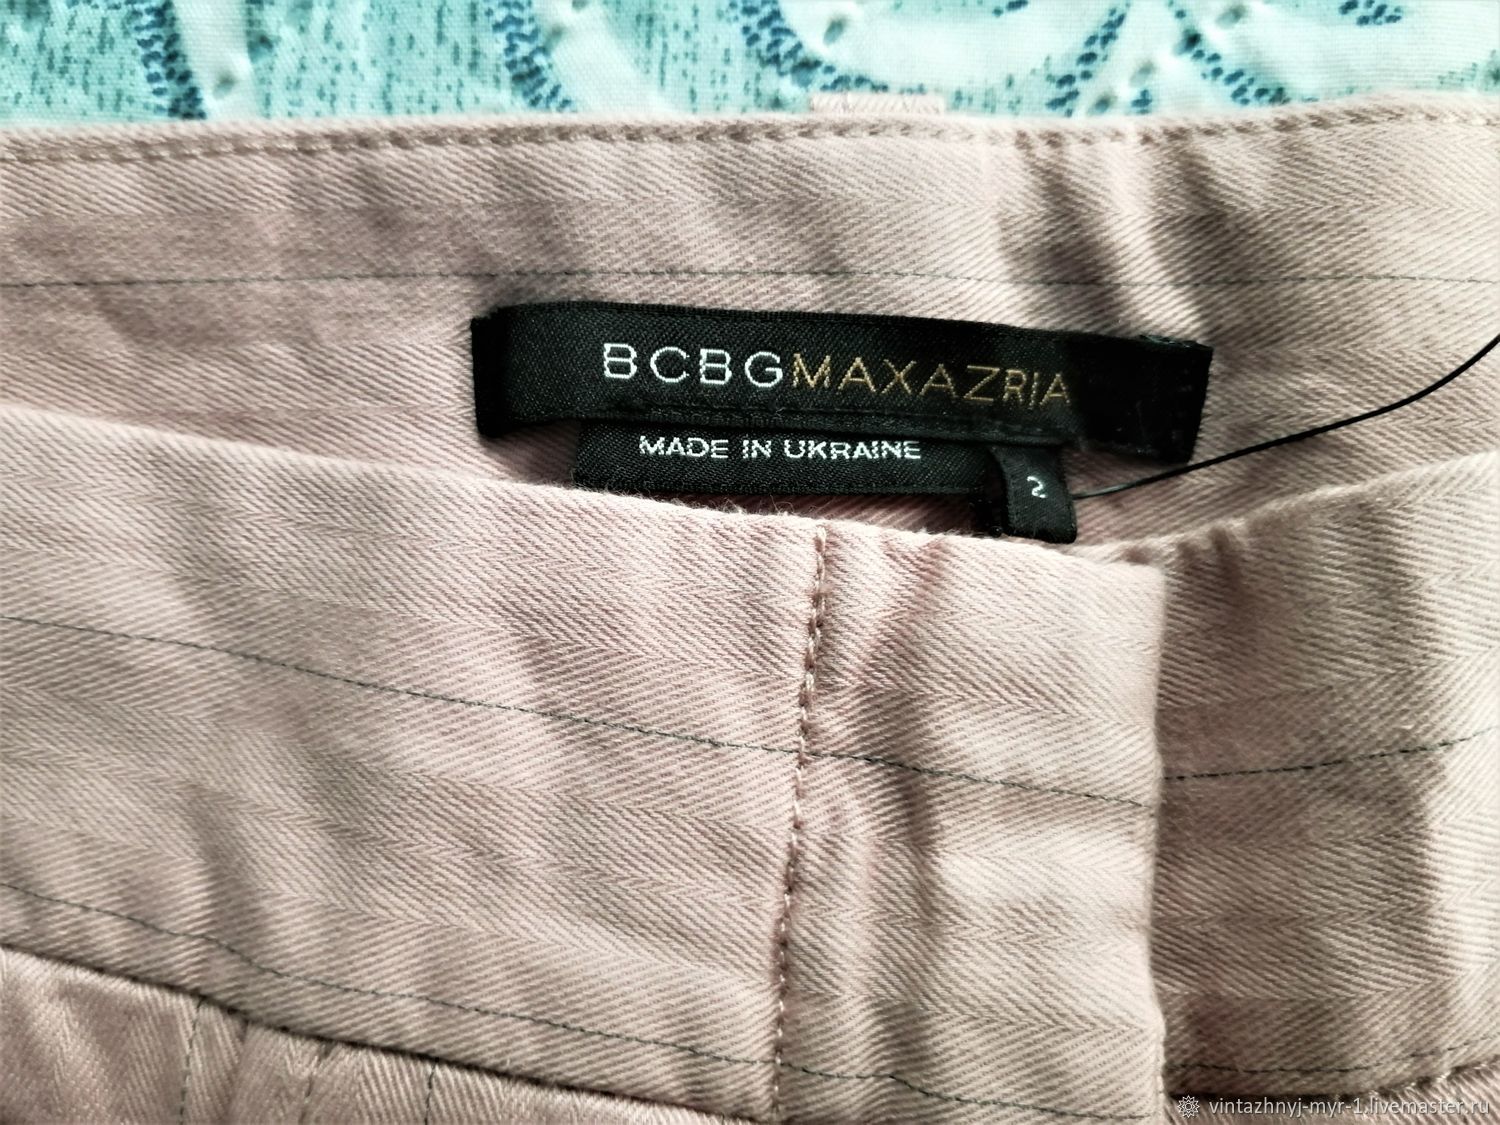 BCBGMAXAZRIA
MADE IN UKRAINE
2
vintazhnyj-myr-1.livemaster.ru